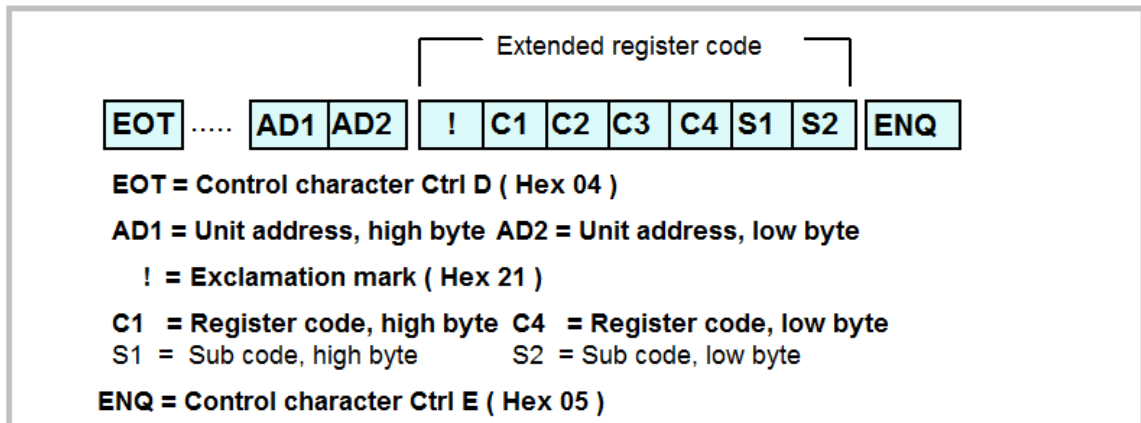 Extended register code
EOT ..... AD1 AD2 ! C1 C2 C3 C4 S1 S2 ENQ
EOT = Control character Ctrl D ( Hex 04 )
AD1 = Unit address, high byte AD2 = Unit address, low byte
! = Exclamation mark ( Hex 21 )
C1 = Register code, high byte C4 = Register code, low byte
S1 = Sub code, high byte S2 = Sub code, low byte
ENQ = Control character Ctrl E ( Hex 05 )